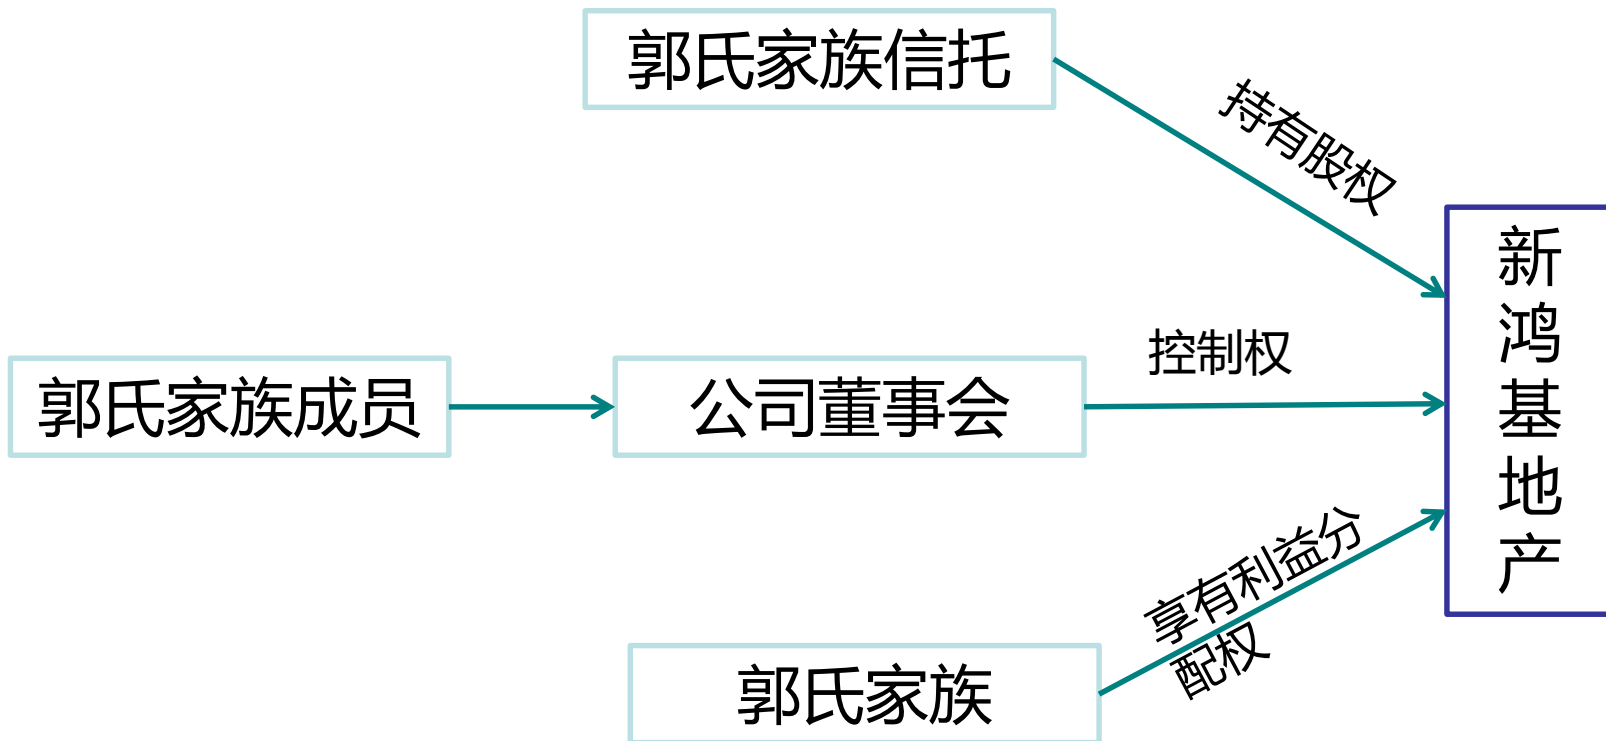 郭氏家族信托
持有股权
新
鸿
基
地
产
控制权
郭氏家族成员
公司董事会
享有利益分
配权
郭氏家族